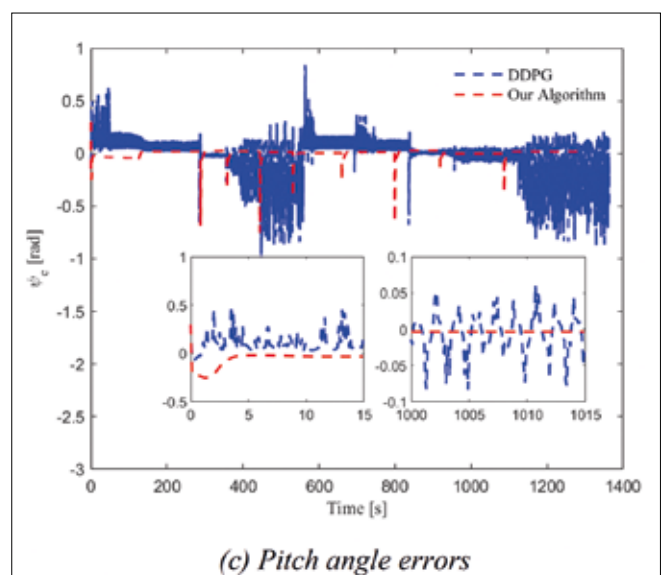 1
0.5
0
-0.5
-1
-1.5
-2
-2.5
-3
ψe [rad]
DDPG
Our Algorithm
1
0.5
0
-0.5
0 5 10 15
0.1
0.05
0
-0.05
-0.1
1000 1005 1010 1015
0 200 400 600 800 1000 1200 1400
Time [s]
(c) Pitch angle errors